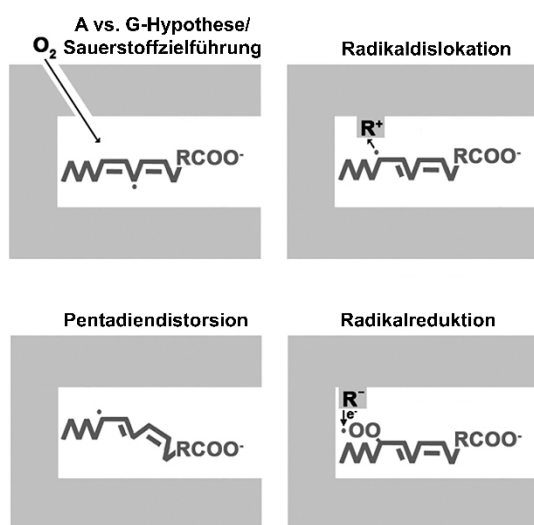 A vs. G-Hypothese/
Sauerstoffzielführung
O₂
RCOO⁻
Radikaldislokation
R⁺
RCOO⁻
Pentadiendistorsion
RCOO⁻
Radikalreduktion
R⁻
e⁻
·OO
RCOO⁻